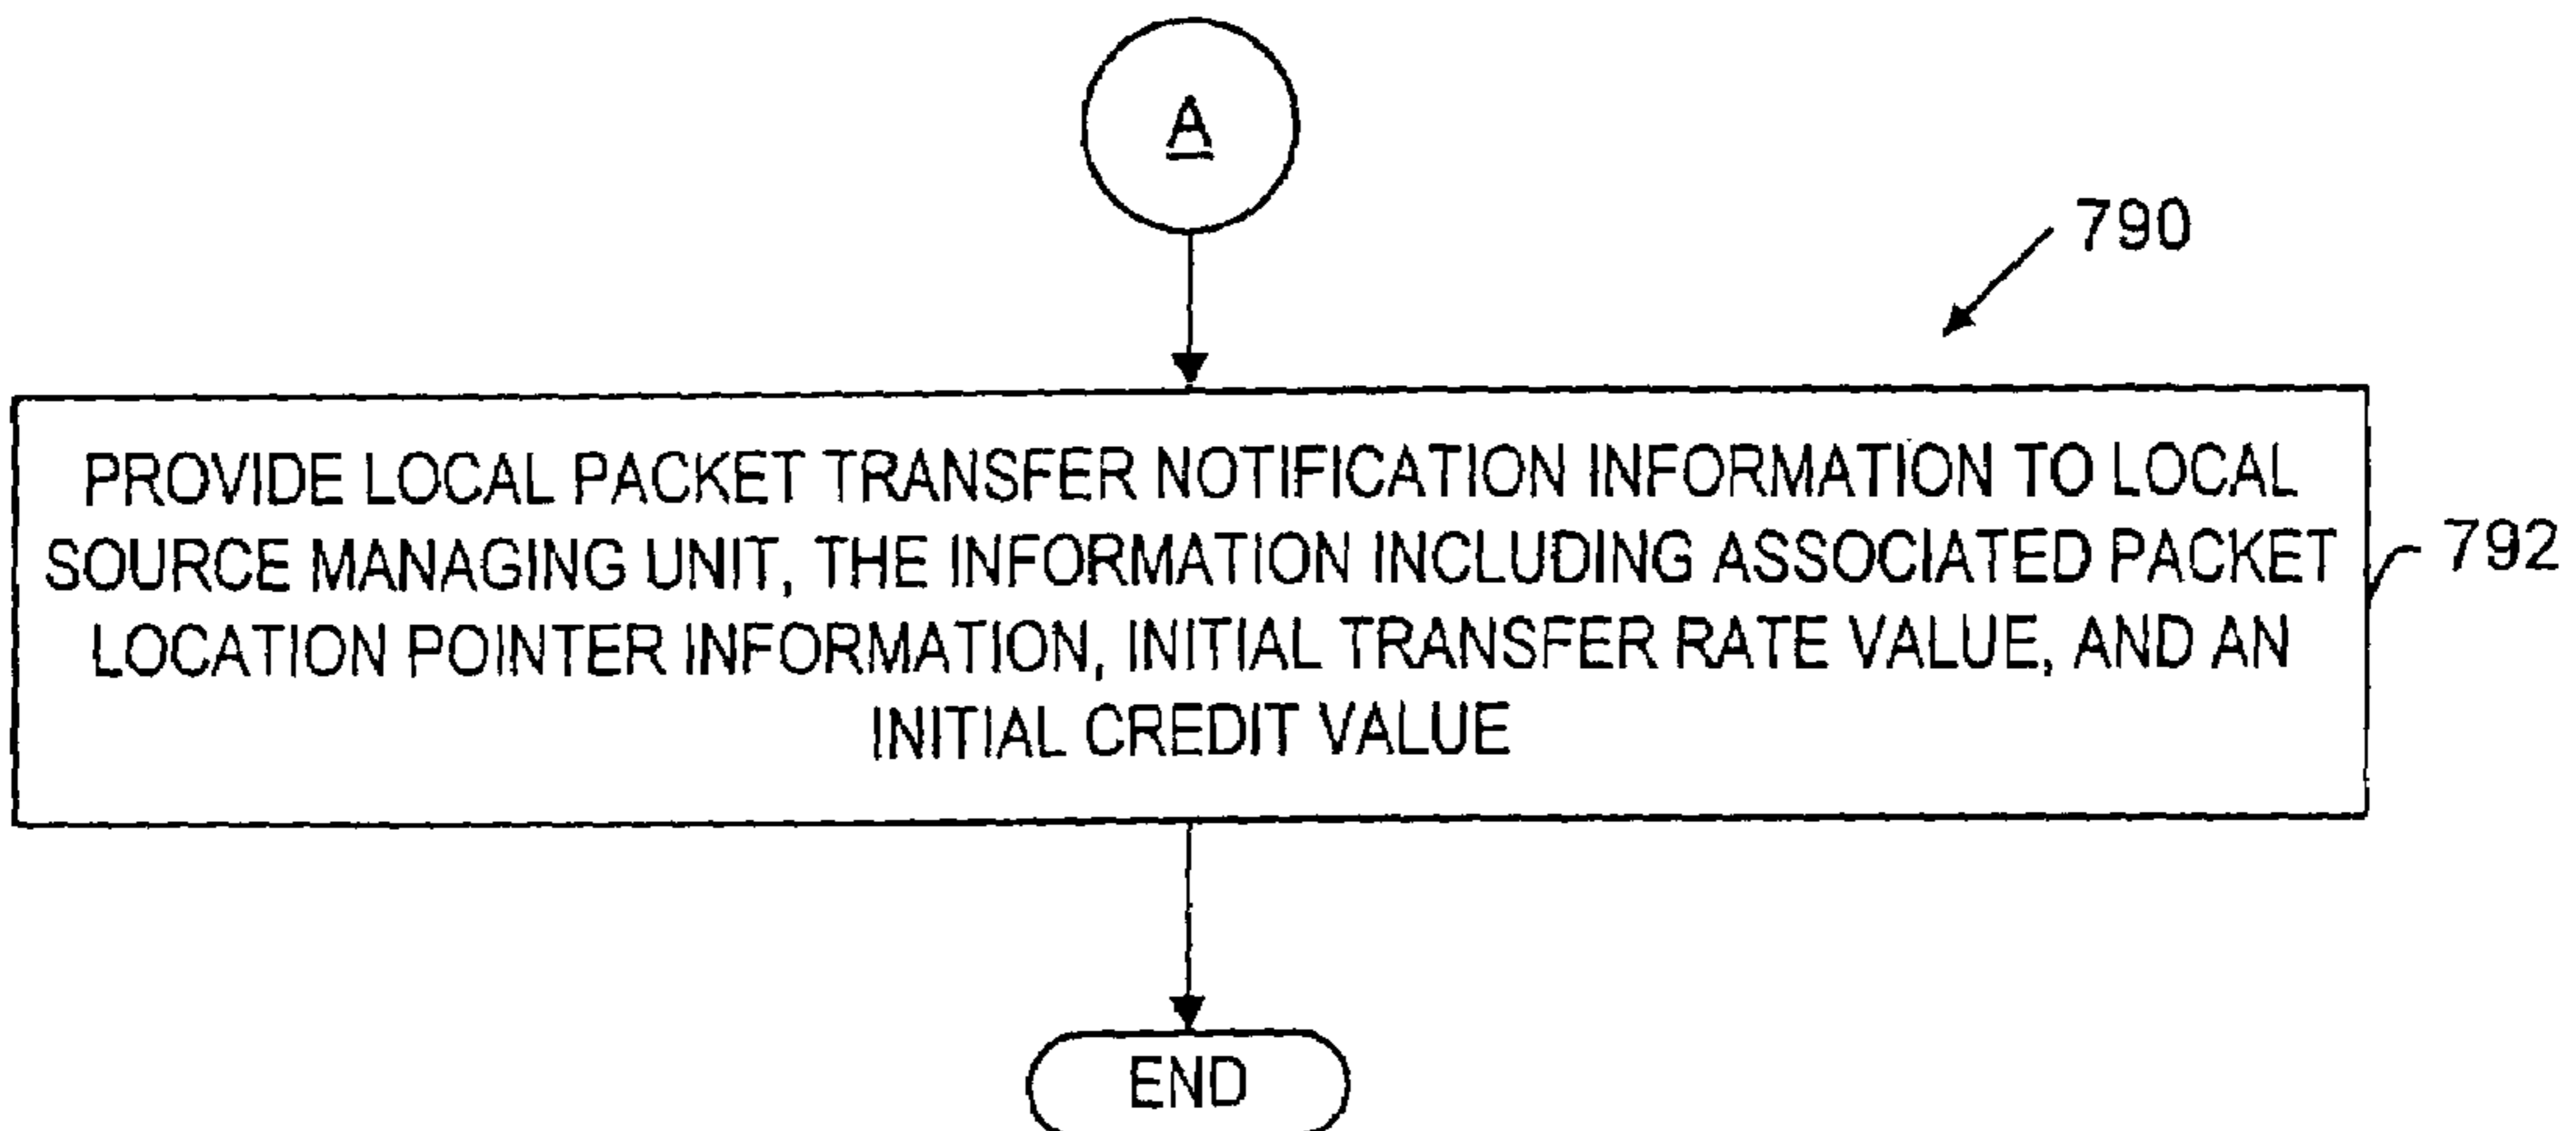 A
790
PROVIDE LOCAL PACKET TRANSFER NOTIFICATION INFORMATION TO LOCAL
SOURCE MANAGING UNIT, THE INFORMATION INCLUDING ASSOCIATED PACKET
LOCATION POINTER INFORMATION, INITIAL TRANSFER RATE VALUE, AND AN
INITIAL CREDIT VALUE
792
END